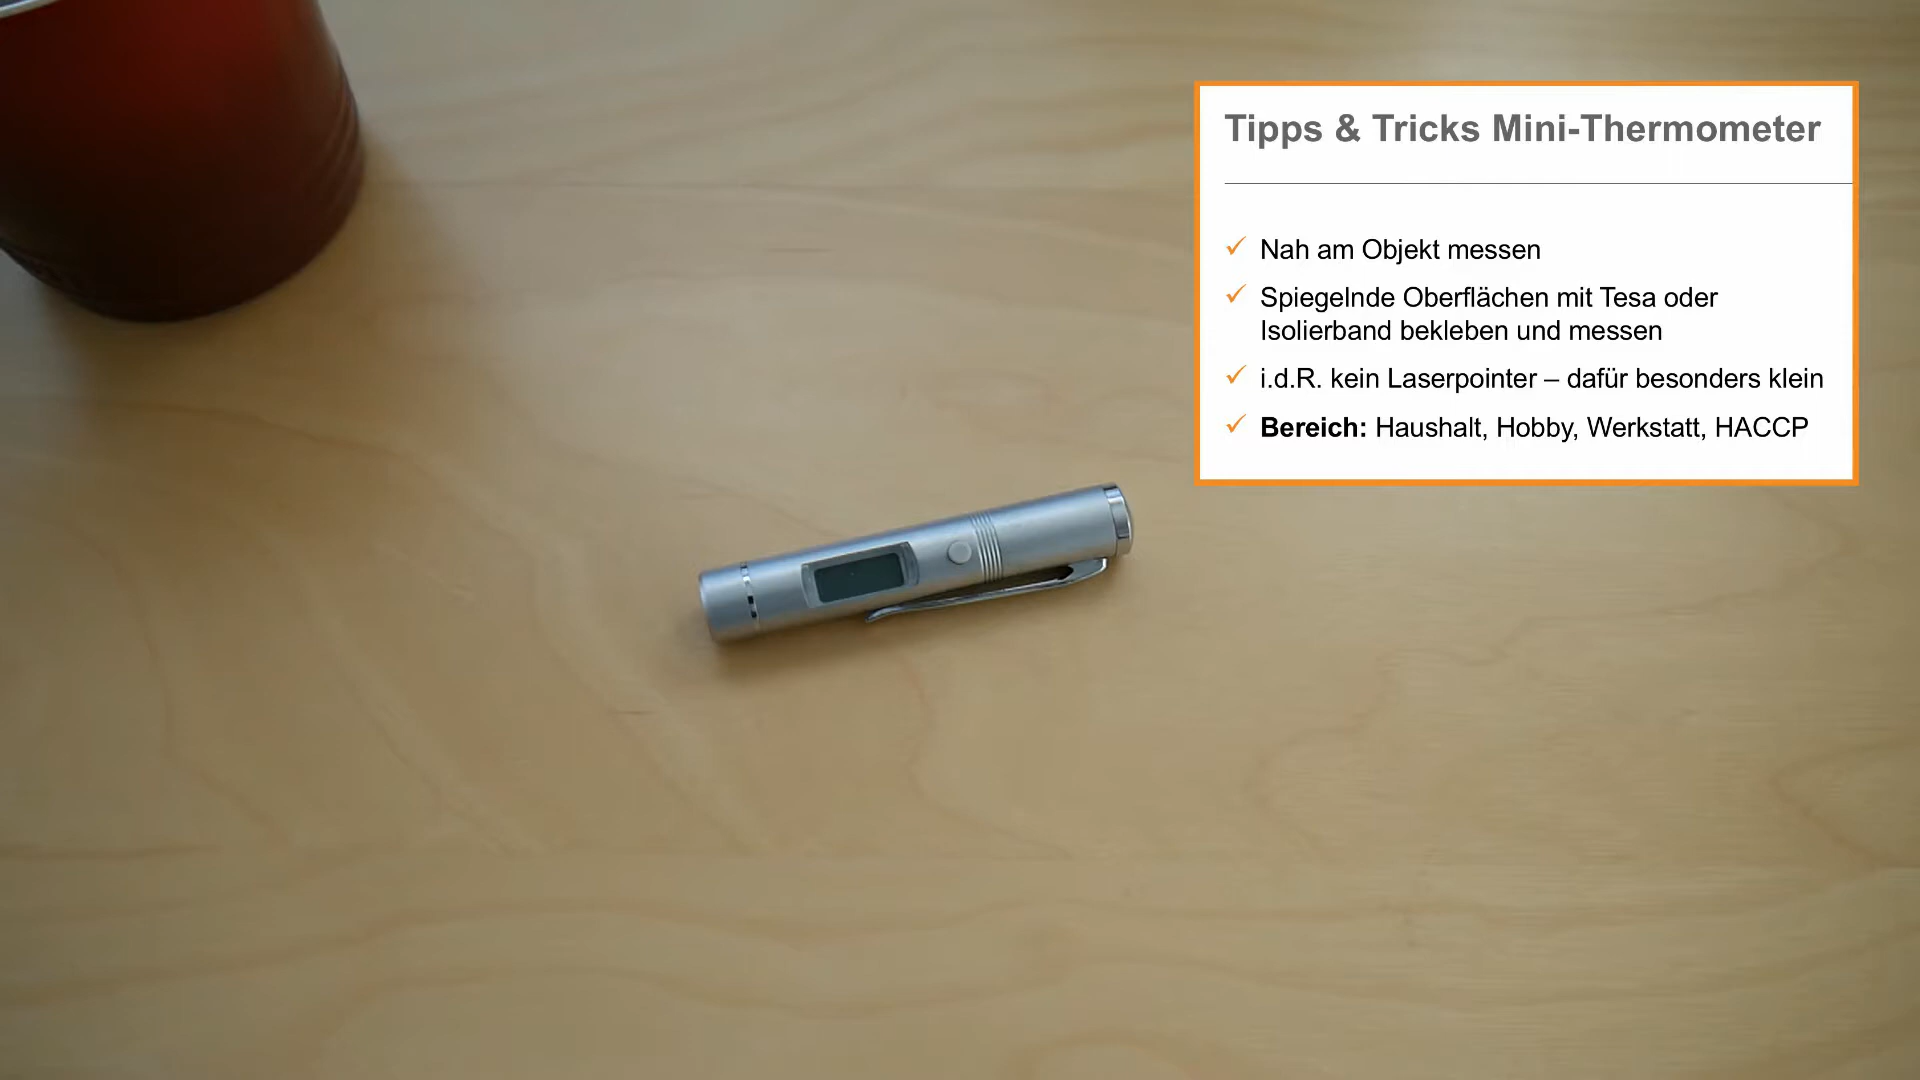 Tipps & Tricks Mini-Thermometer
Nah am Objekt messen
Spiegelnde Oberflächen mit Tesa oder
Isolierband bekleben und messen
i.d.R. kein Laserpointer – dafür besonders klein
Bereich: Haushalt, Hobby, Werkstatt, HACCP